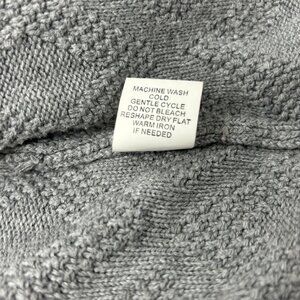 MACHINE WASH
COLD
GENTLE CYCLE
DO NOT BLEACH
RESHAPE DRY FLAT
WARM IRON
IF NEEDED